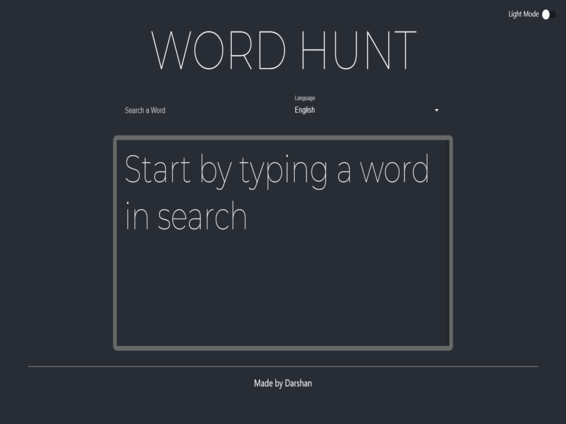 Light Mode
WORD HUNT
Search a Word
Language
English
Start by typing a word
in search
Made by Darshan